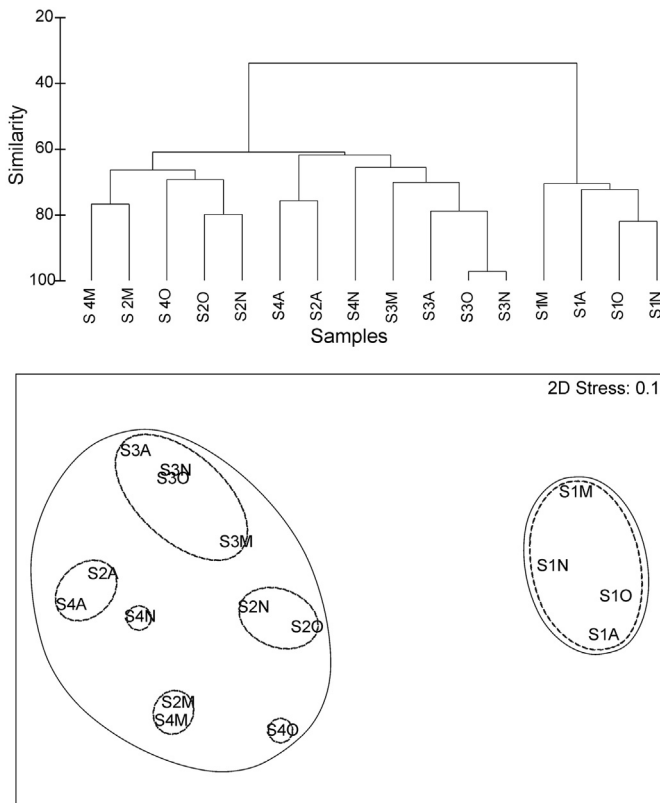 20
40
60
80
100
Similarity
S 4M S 2M S 4O S2O S2N S4A S2A S4N S3M S3A S3O S3N S1M S1A S1O S1N
Samples
2D Stress: 0.1
S3A
S3N
S3O
S3M
S1M
S1N
S1O
S1A
S2A
S4A
S4N
S2N
S2O
S2M
S4M
S4O